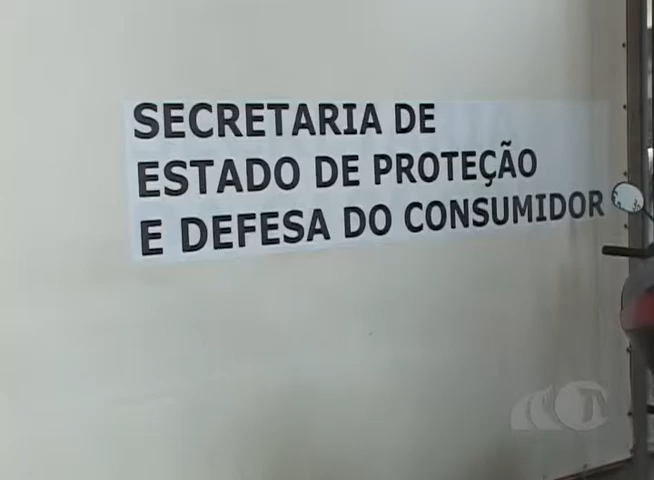 SECRETARIA DE
ESTADO DE PROTEÇÃO
E DEFESA DO CONSUMIDOR